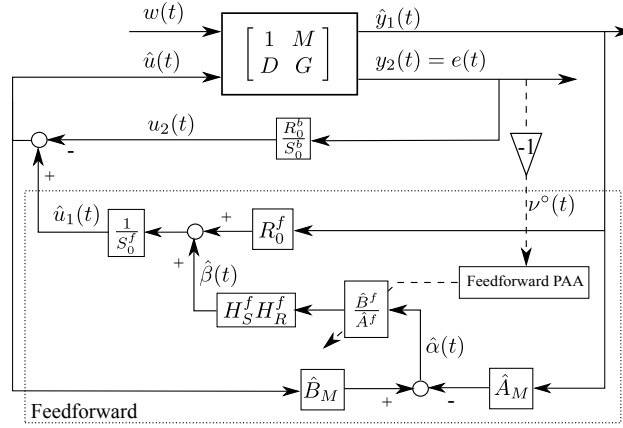 w(t)
û(t)
1 M
D G
ŷ₁(t)
y₂(t) = e(t)
u₂(t)
-
R₀ᵇ
S₀ᵇ
-1
+
ν°(t)
û₁(t)
1
S₀ᶠ
+
R₀ᶠ
+
β̂(t)
Feedforward PAA
H_Sᶠ H_Rᶠ
B̂ᶠ
Âᶠ
α̂(t)
B̂_M
+
-
Â_M
Feedforward